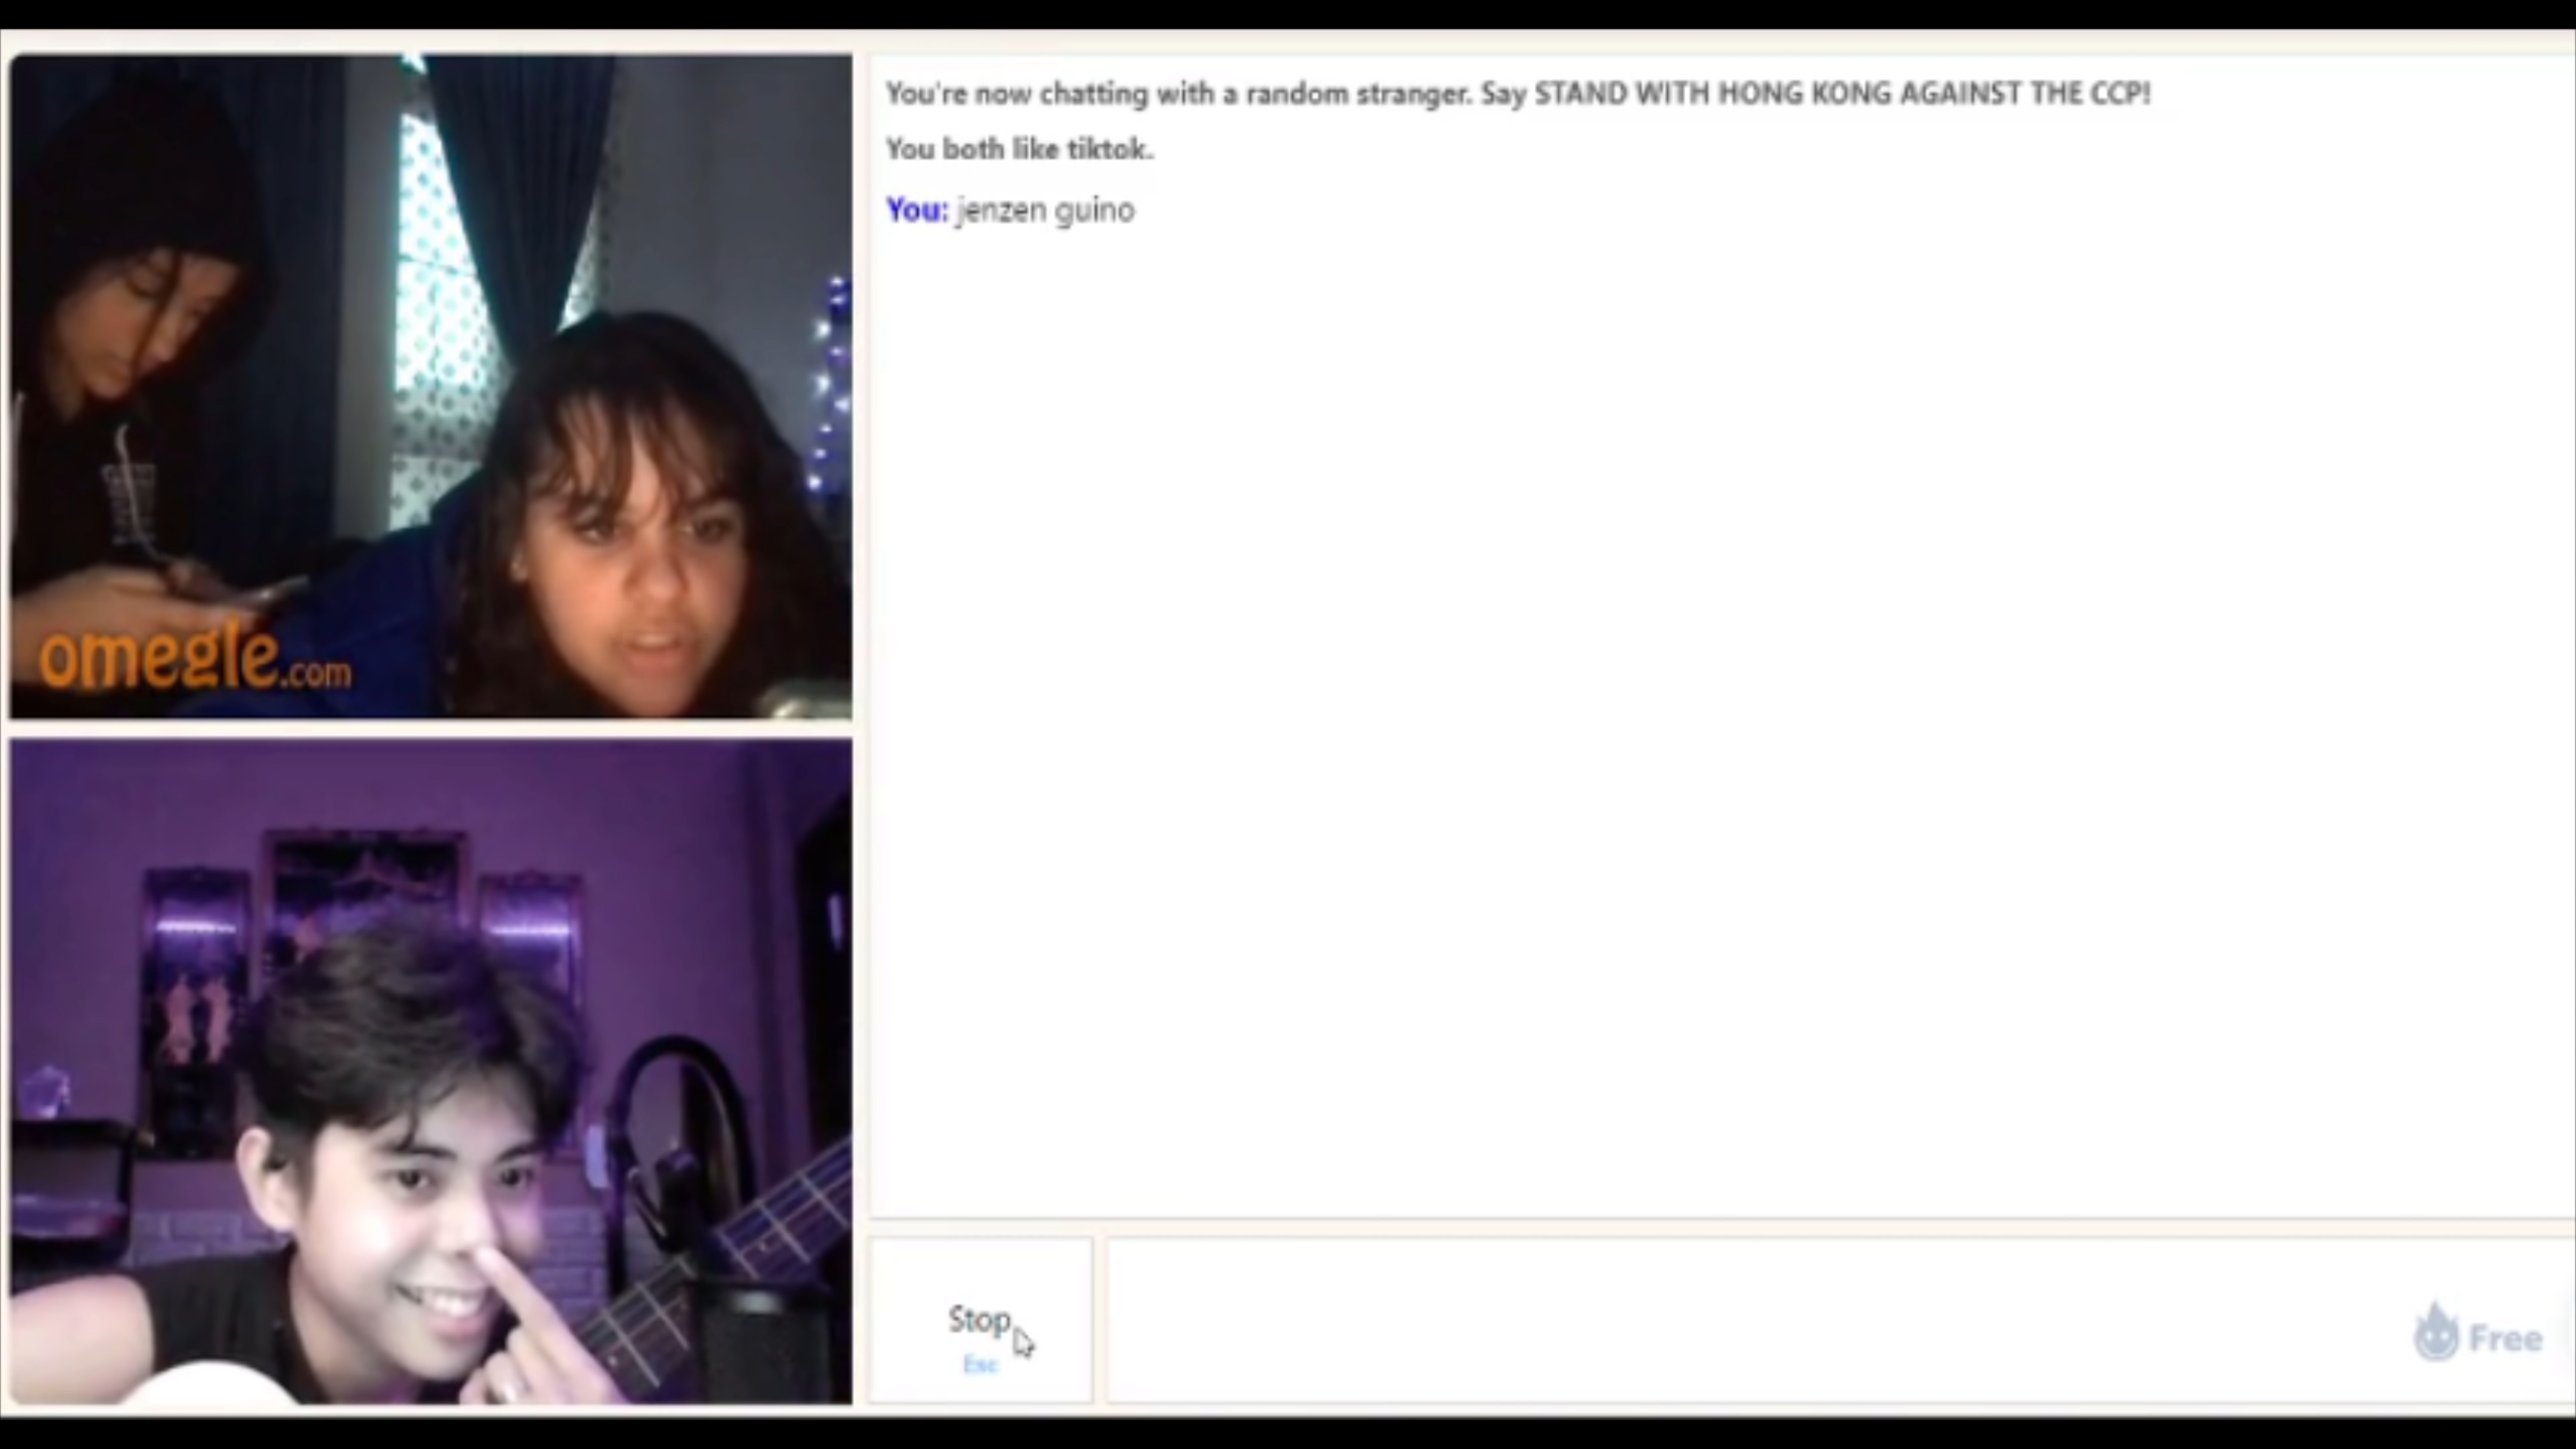 You're now chatting with a random stranger. Say STAND WITH HONG KONG AGAINST THE CCP!
You both like tiktok.
You: jenzen guino
omegle.com
Stop
Esc
Free